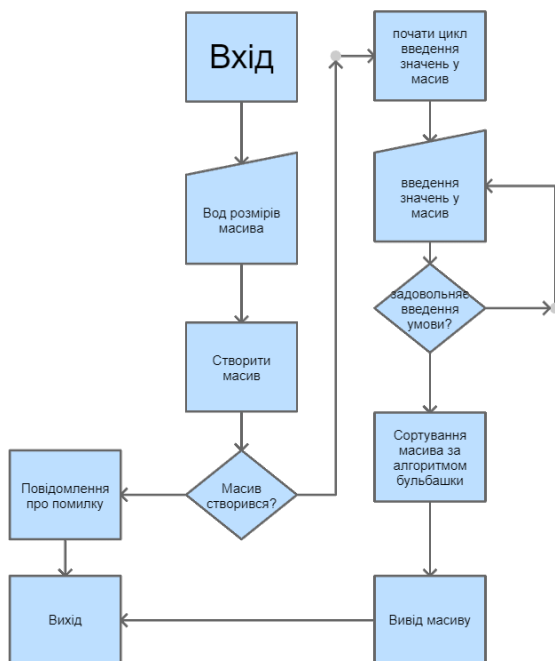 Вхід
Вод розмірів
масива
Створити
масив
Масив
створився?
Повідомлення
про помилку
Вихід
почати цикл
введення
значень у
масив
введення
значень у
масив
задовольняє
введення
умови?
Сортування
масива за
алгоритмом
бульбашки
Вивід масиву